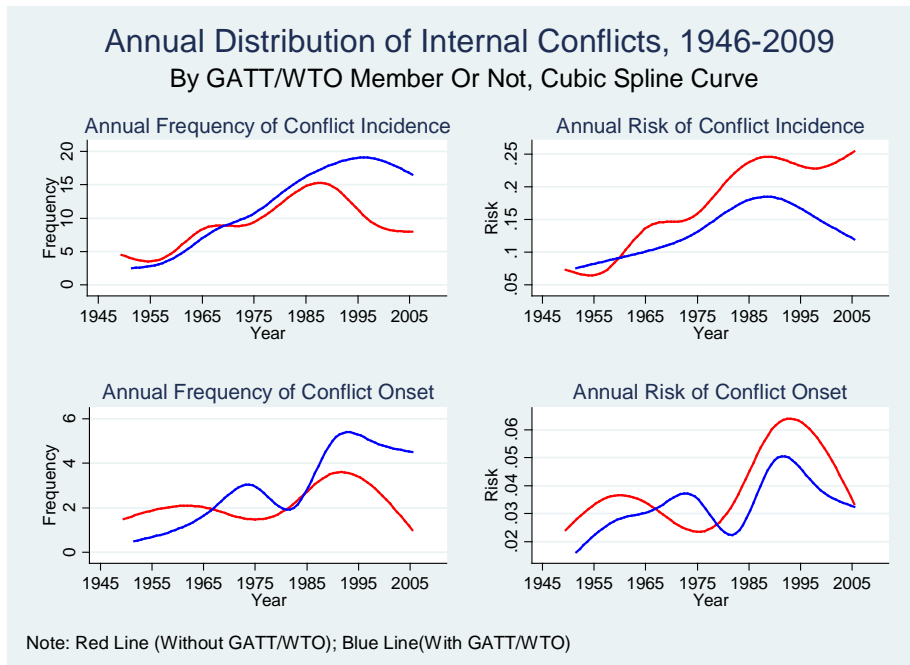 Annual Distribution of Internal Conflicts, 1946-2009
By GATT/WTO Member Or Not, Cubic Spline Curve
Annual Frequency of Conflict Incidence
Frequency
20
15
10
5
0
1945 1955 1965 1975 1985 1995 2005
Year
Annual Risk of Conflict Incidence
Risk
.25
.2
.15
.1
.05
1945 1955 1965 1975 1985 1995 2005
Year
Annual Frequency of Conflict Onset
Frequency
6
4
2
0
1945 1955 1965 1975 1985 1995 2005
Year
Annual Risk of Conflict Onset
Risk
.06
.05
.04
.03
.02
1945 1955 1965 1975 1985 1995 2005
Year
Note: Red Line (Without GATT/WTO); Blue Line(With GATT/WTO)